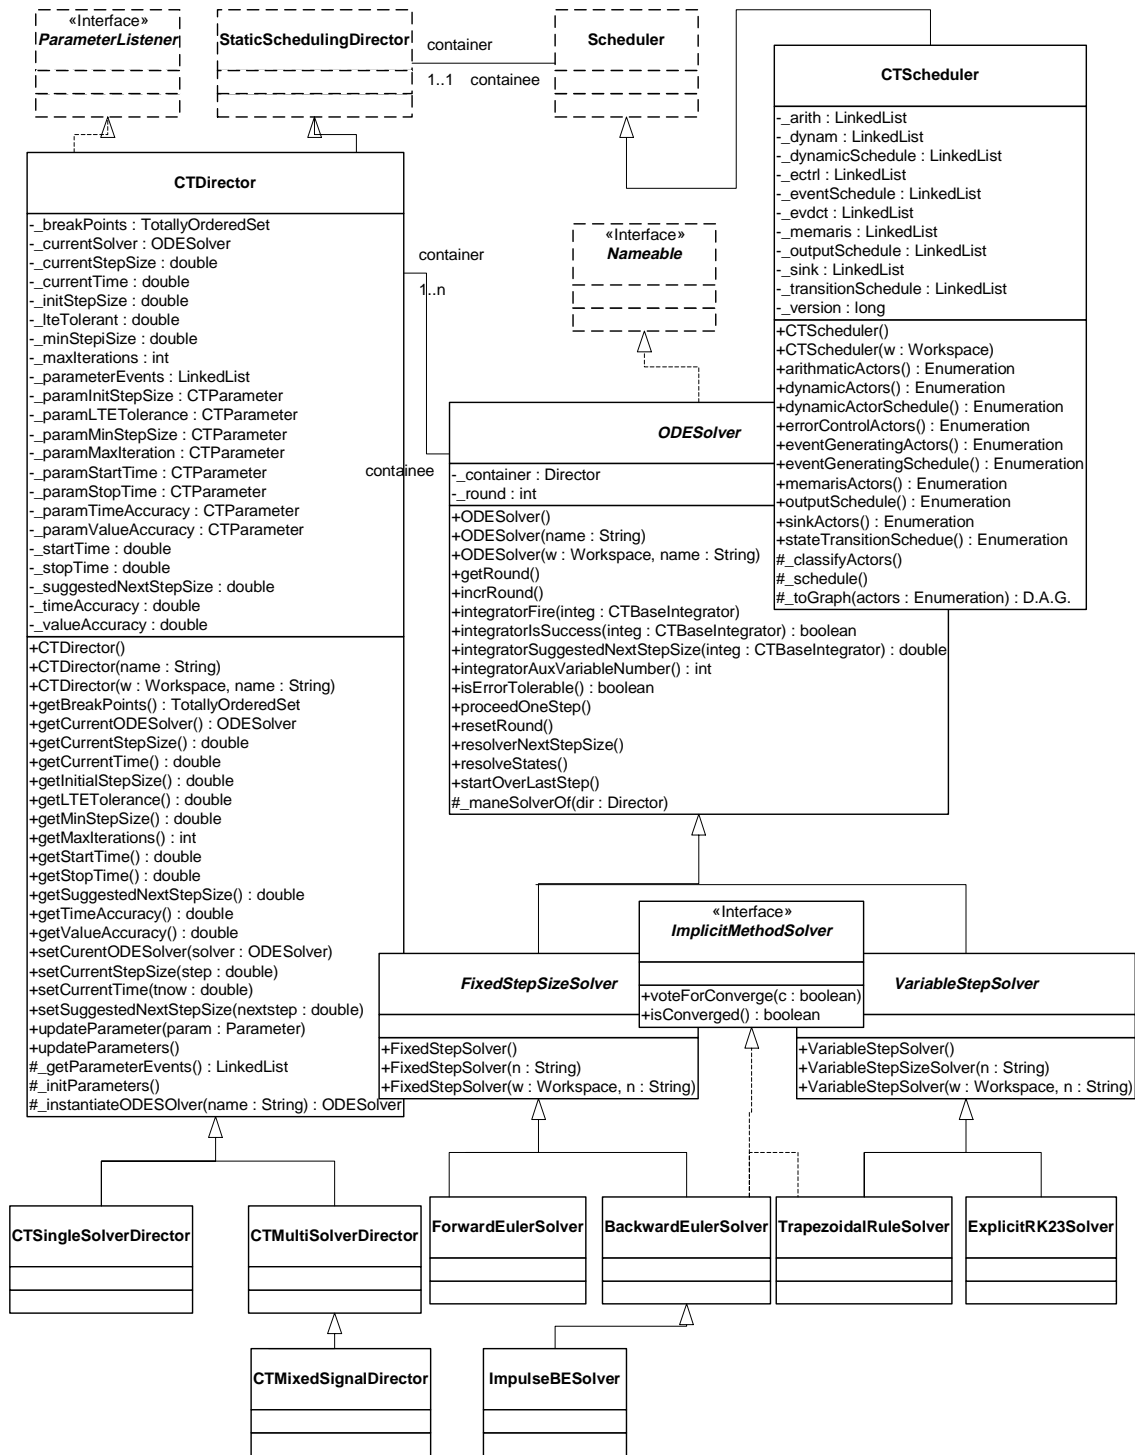 «Interface»
ParameterListener
StaticSchedulingDirector
container
1..1
containee
Scheduler
CTScheduler
-_arith : LinkedList
-_dynam : LinkedList
-_dynamicSchedule : LinkedList
-_ectrl : LinkedList
-_eventSchedule : LinkedList
-_evdct : LinkedList
-_memaris : LinkedList
-_outputSchedule : LinkedList
-_sink : LinkedList
-_transitionSchedule : LinkedList
-_version : long
+CTScheduler()
+CTScheduler(w : Workspace)
+arithmaticActors() : Enumeration
+dynamicActors() : Enumeration
+dynamicActorSchedule() : Enumeration
+errorControlActors() : Enumeration
+eventGeneratingActors() : Enumeration
+eventGeneratingSchedule() : Enumeration
+memarisActors() : Enumeration
+outputSchedule() : Enumeration
+sinkActors() : Enumeration
+stateTransitionSchedue() : Enumeration
#_classifyActors()
#_schedule()
#_toGraph(actors : Enumeration) : D.A.G.
CTDirector
-_breakPoints : TotallyOrderedSet
-_currentSolver : ODESolver
-_currentStepSize : double
-_currentTime : double
-_initStepSize : double
-_lteTolerant : double
-_minStepiSize : double
-_maxIterations : int
-_parameterEvents : LinkedList
-_paramInitStepSize : CTParameter
-_paramLTETolerance : CTParameter
-_paramMinStepSize : CTParameter
-_paramMaxIteration : CTParameter
-_paramStartTime : CTParameter
-_paramStopTime : CTParameter
-_paramTimeAccuracy : CTParameter
-_paramValueAccuracy : CTParameter
-_startTime : double
-_stopTime : double
-_suggestedNextStepSize : double
-_timeAccuracy : double
-_valueAccuracy : double
+CTDirector()
+CTDirector(name : String)
+CTDirector(w : Workspace, name : String)
+getBreakPoints() : TotallyOrderedSet
+getCurrentODESolver() : ODESolver
+getCurrentStepSize() : double
+getCurrentTime() : double
+getInitialStepSize() : double
+getLTETolerance() : double
+getMinStepSize() : double
+getMaxIterations() : int
+getStartTime() : double
+getStopTime() : double
+getSuggestedNextStepSize() : double
+getTimeAccuracy() : double
+getValueAccuracy() : double
+setCurentODESolver(solver : ODESolver)
+setCurrentStepSize(step : double)
+setCurrentTime(tnow : double)
+setSuggestedNextStepSize(nextstep : double)
+updateParameter(param : Parameter)
+updateParameters()
#_getParameterEvents() : LinkedList
#_initParameters()
#_instantiateODESOlver(name : String) : ODESolver
container
1..n
containee
«Interface»
Nameable
ODESolver
-_container : Director
-_round : int
+ODESolver()
+ODESolver(name : String)
+ODESolver(w : Workspace, name : String)
+getRound()
+incrRound()
+integratorFire(integ : CTBaseIntegrator)
+integratorIsSuccess(integ : CTBaseIntegrator) : boolean
+integratorSuggestedNextStepSize(integ : CTBaseIntegrator) : double
+integratorAuxVariableNumber() : int
+isErrorTolerable() : boolean
+proceedOneStep()
+resetRound()
+resolverNextStepSize()
+resolveStates()
+startOverLastStep()
#_maneSolverOf(dir : Director)
«Interface»
ImplicitMethodSolver
+voteForConverge(c : boolean)
+isConverged() : boolean
FixedStepSizeSolver
+FixedStepSolver()
+FixedStepSolver(n : String)
+FixedStepSolver(w : Workspace, n : String)
VariableStepSolver
+VariableStepSolver()
+VariableStepSizeSolver(n : String)
+VariableStepSolver(w : Workspace, n : String)
CTSingleSolverDirector
CTMultiSolverDirector
ForwardEulerSolver
BackwardEulerSolver
TrapezoidalRuleSolver
ExplicitRK23Solver
CTMixedSignalDirector
ImpulseBESolver